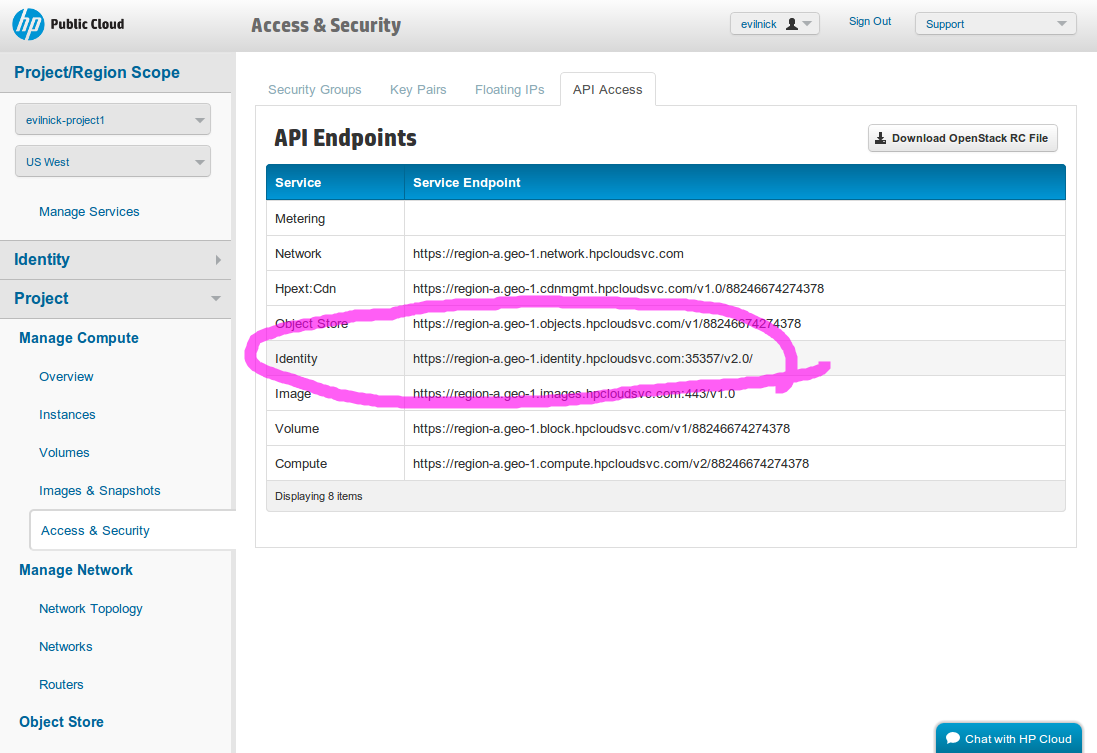 hp Public Cloud
Access & Security
evilnick
Sign Out
Support
Project/Region Scope
evilnick-project1
US West
Manage Services
Identity
Project
Manage Compute
Overview
Instances
Volumes
Images & Snapshots
Access & Security
Manage Network
Network Topology
Networks
Routers
Object Store
Security Groups Key Pairs Floating IPs API Access
API Endpoints
Download OpenStack RC File
Service Service Endpoint
Metering
Network https://region-a.geo-1.network.hpcloudsvc.com
Hpext:Cdn https://region-a.geo-1.cdnmgmt.hpcloudsvc.com/v1.0/88246674274378
Object Store https://region-a.geo-1.objects.hpcloudsvc.com/v1/88246674274378
Identity https://region-a.geo-1.identity.hpcloudsvc.com:35357/v2.0/
Image https://region-a.geo-1.images.hpcloudsvc.com:443/v1.0
Volume https://region-a.geo-1.block.hpcloudsvc.com/v1/88246674274378
Compute https://region-a.geo-1.compute.hpcloudsvc.com/v2/88246674274378
Displaying 8 items
Chat with HP Cloud